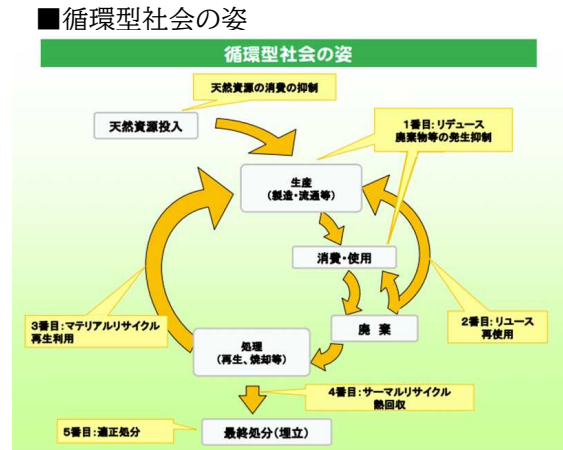 ■循環型社会の姿
循環型社会の姿
天然資源の消費の抑制
天然資源投入
1番目:リデュース
廃棄物等の発生抑制
生産
(製造・流通等)
消費・使用
3番目:マテリアルリサイクル
再生利用
廃 棄
2番目:リユース
再使用
処理
(再生、焼却等)
4番目:サーマルリサイクル
熱回収
5番目:適正処分
最終処分(埋立)